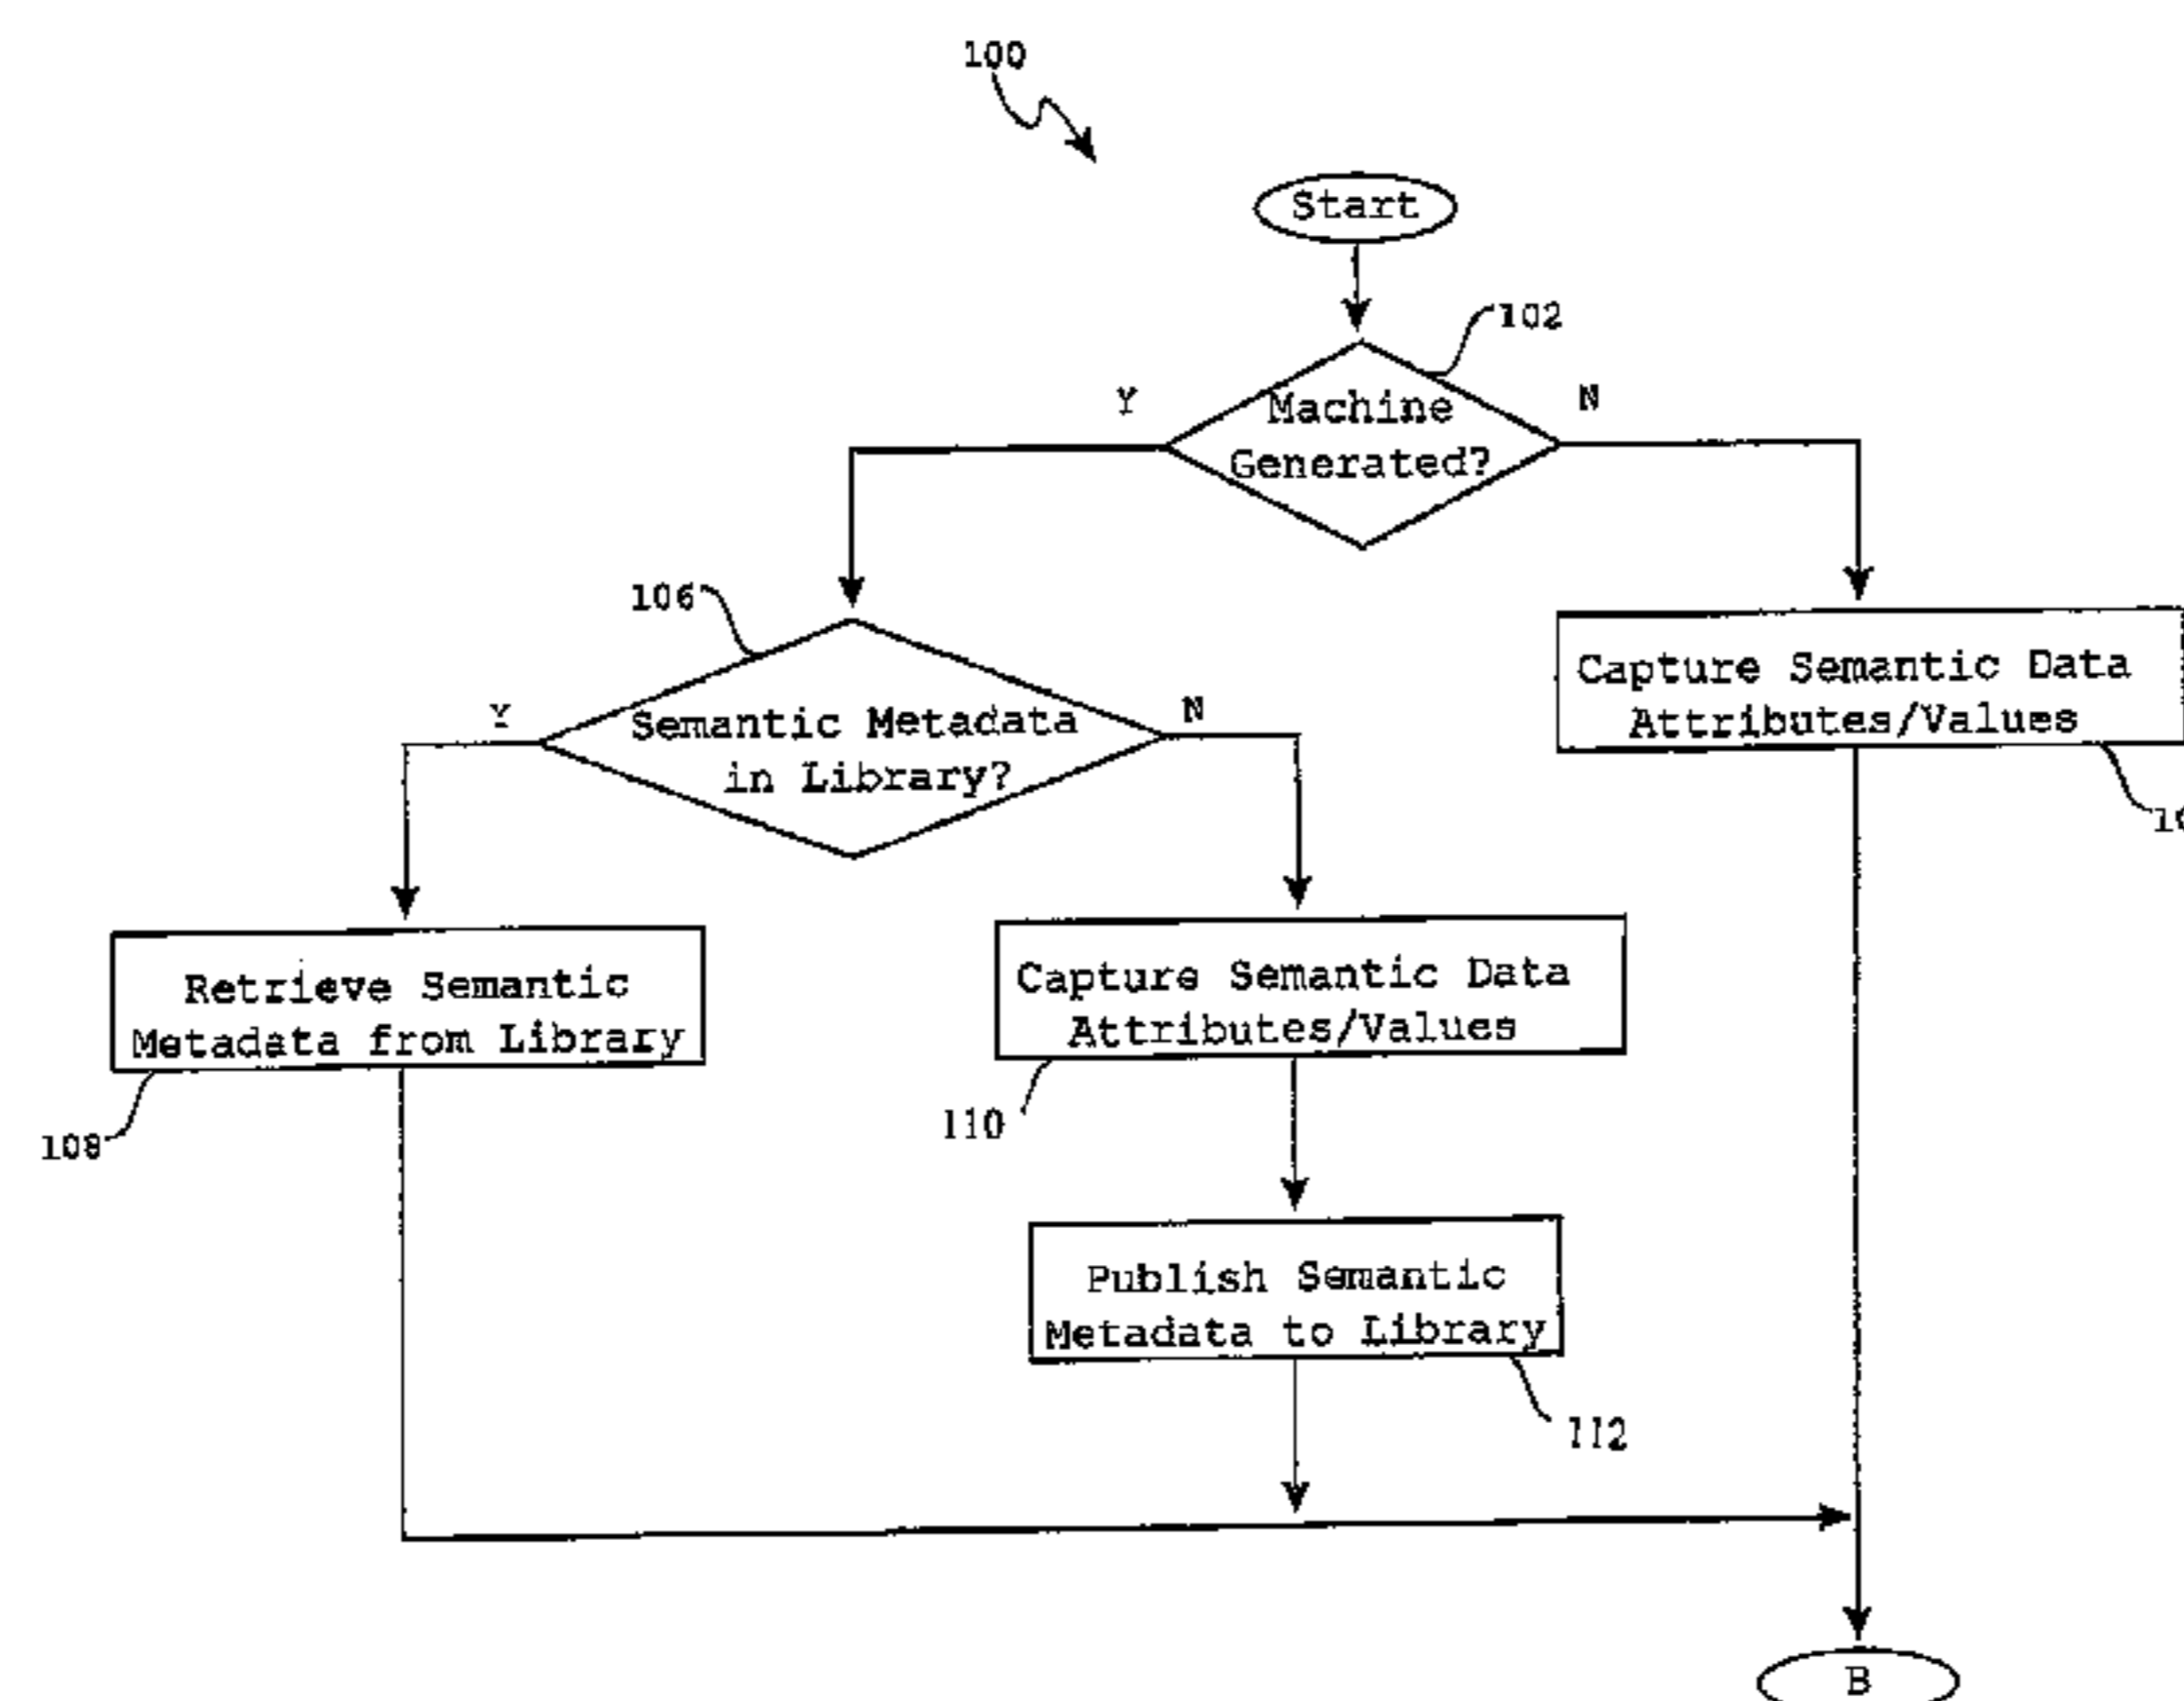 100
Start
102
Y
Machine
Generated?
N
106
Y
Semantic Metadata
in Library?
N
Capture Semantic Data
Attributes/Values
Retrieve Semantic
Metadata from Library
108
Capture Semantic Data
Attributes/Values
110
Publish Semantic
Metadata to Library
112
B